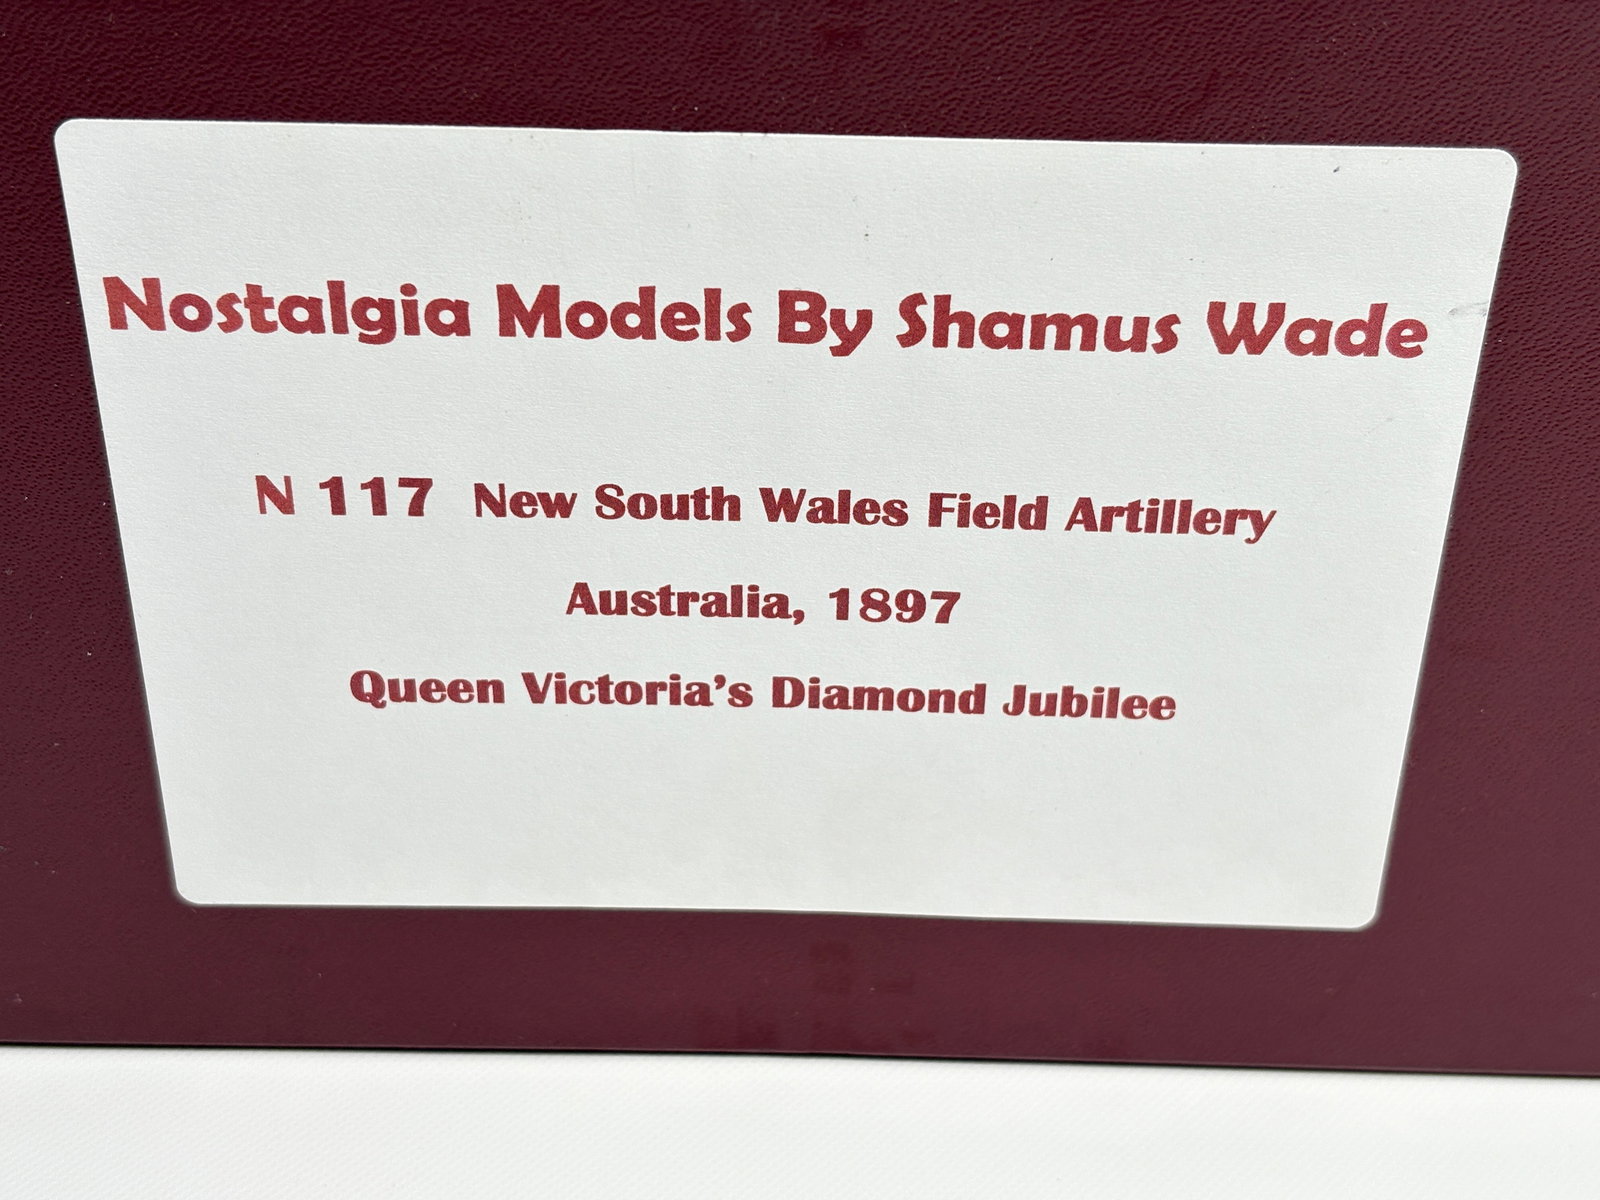 Nostalgia Models By Shamus Wade
N 117 New South Wales Field Artillery
Australia, 1897
Queen Victoria's Diamond Jubilee